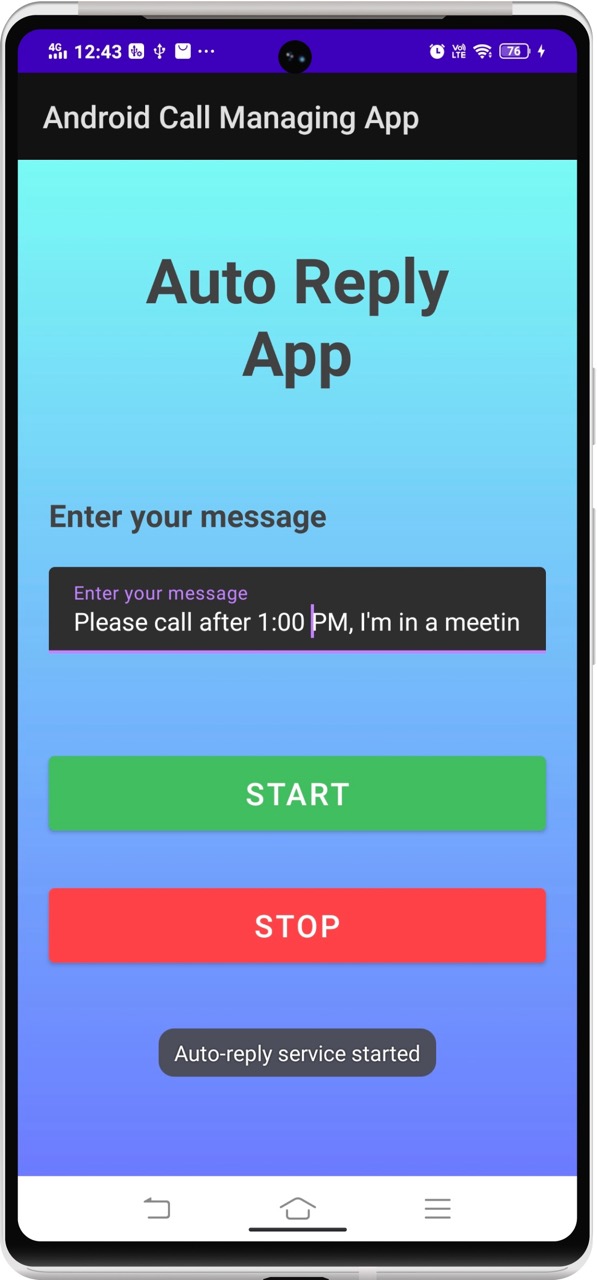 4G 12:43 ... VoI) LTE 76
Android Call Managing App
Auto Reply
App
Enter your message
Enter your message
Please call after 1:00 PM, I'm in a meetin
START
STOP
Auto-reply service started